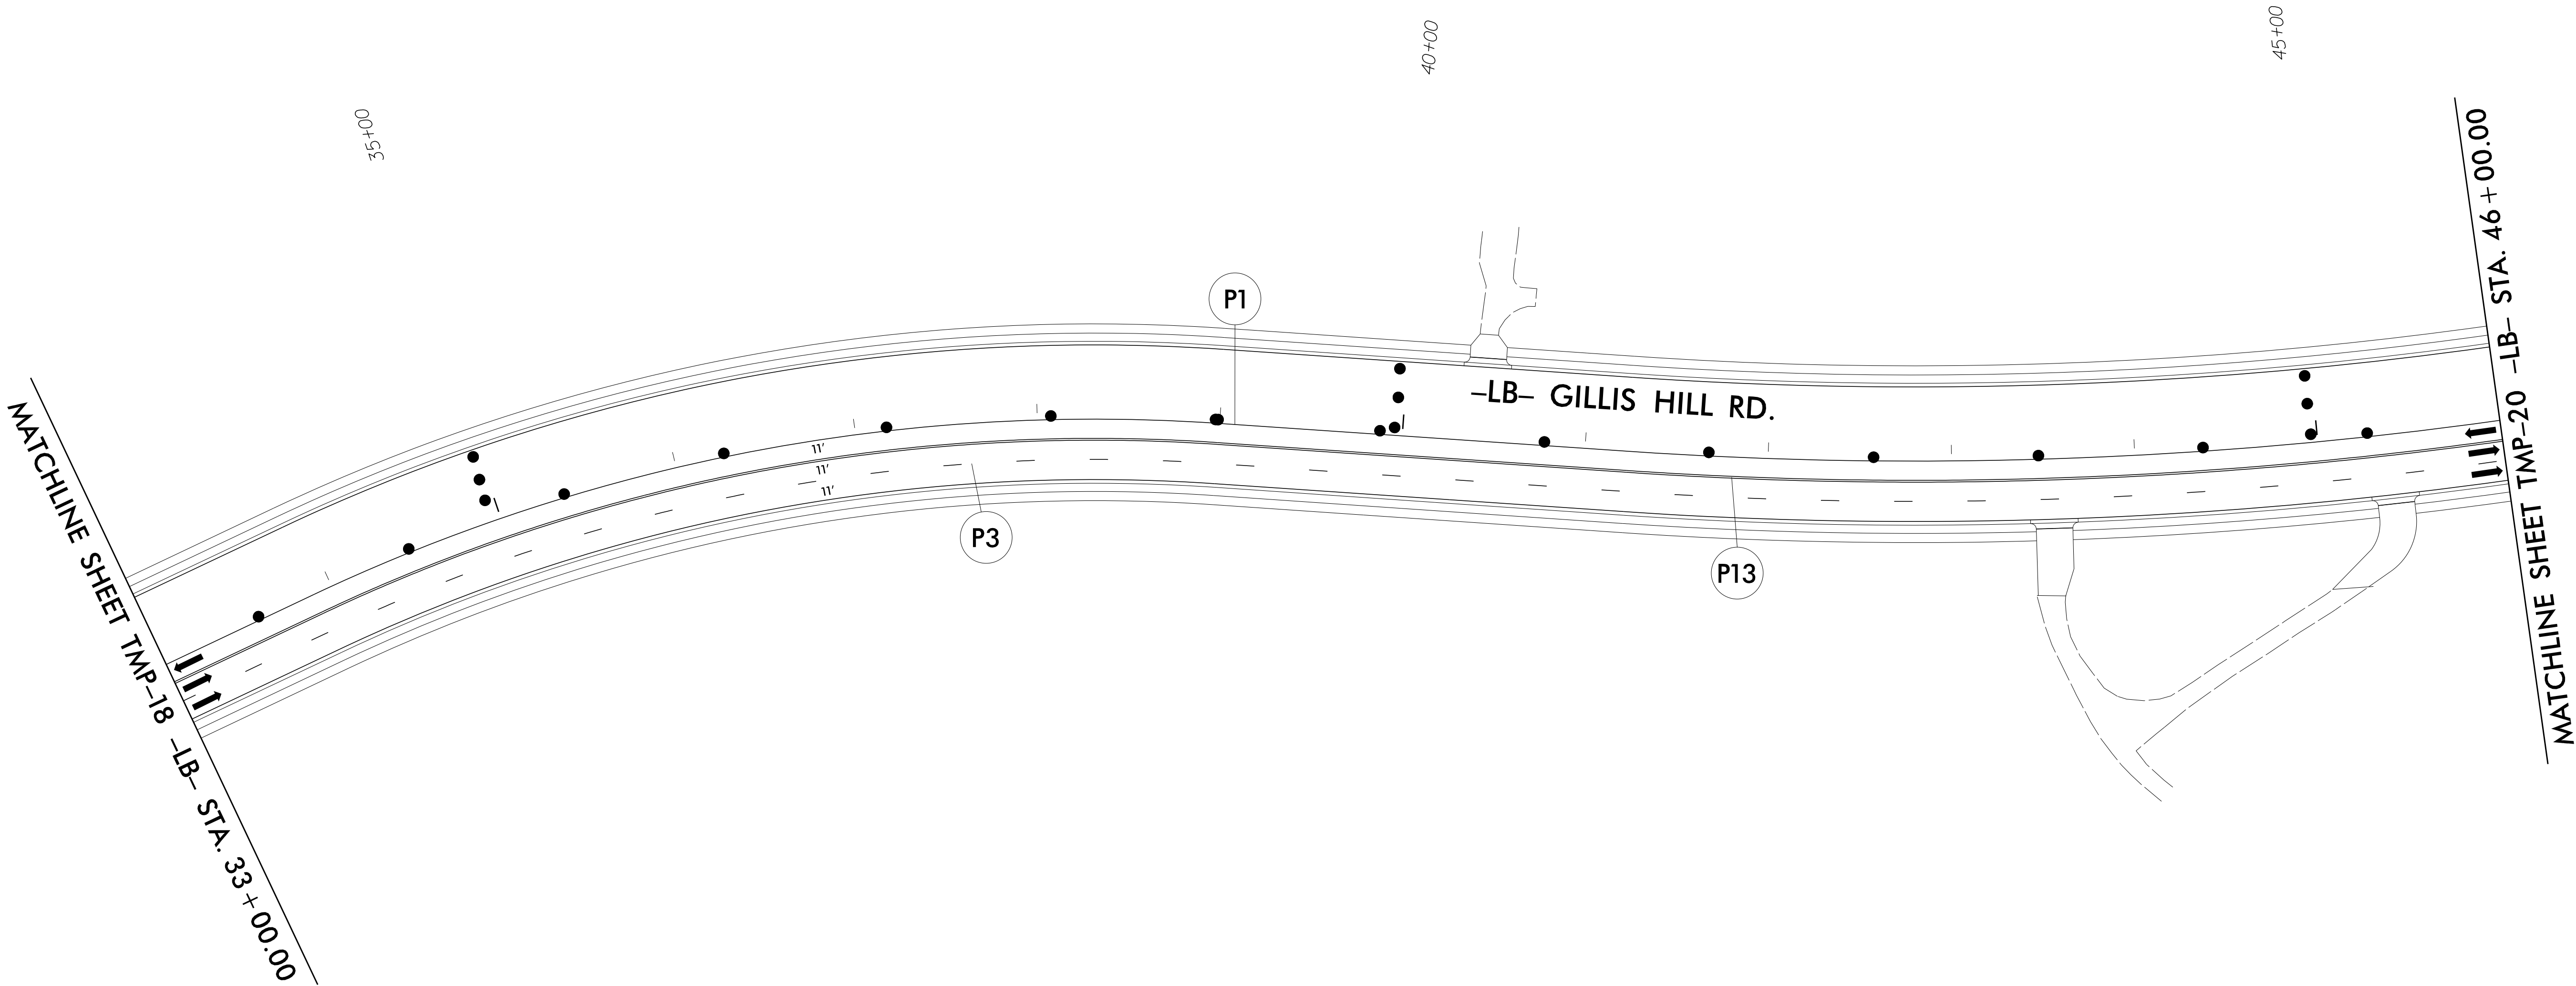 35+00
40+00
45+00
MATCHLINE SHEET TMP–18 –LB– STA. 33+00.00
P1
–LB– GILLIS HILL RD.
11'
11'
11'
P3
P13
MATCHLINE SHEET TMP–20 –LB– STA. 46+00.00